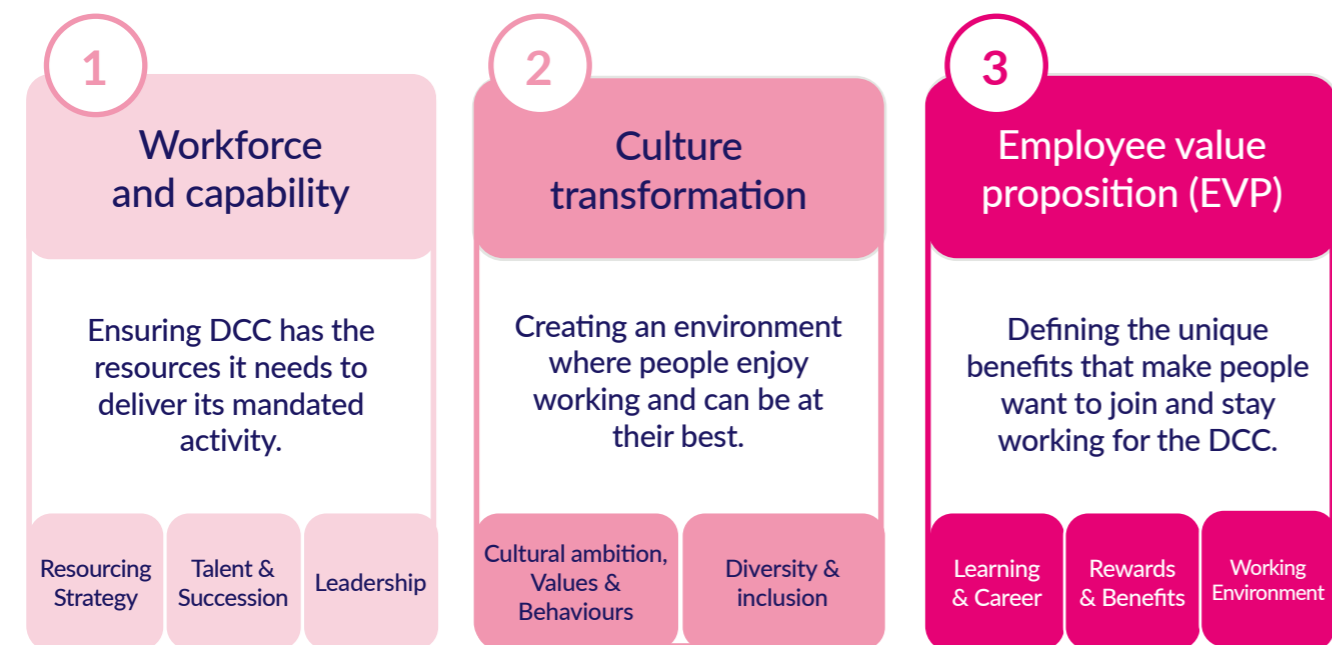 1
Workforce
and capability
Ensuring DCC has the
resources it needs to
deliver its mandated
activity.
Resourcing
Strategy
Talent &
Succession
Leadership
2
Culture
transformation
Creating an environment
where people enjoy
working and can be at
their best.
Cultural ambition,
Values &
Behaviours
Diversity &
inclusion
3
Employee value
proposition (EVP)
Defining the unique
benefits that make people
want to join and stay
working for the DCC.
Learning
& Career
Rewards
& Benefits
Working
Environment